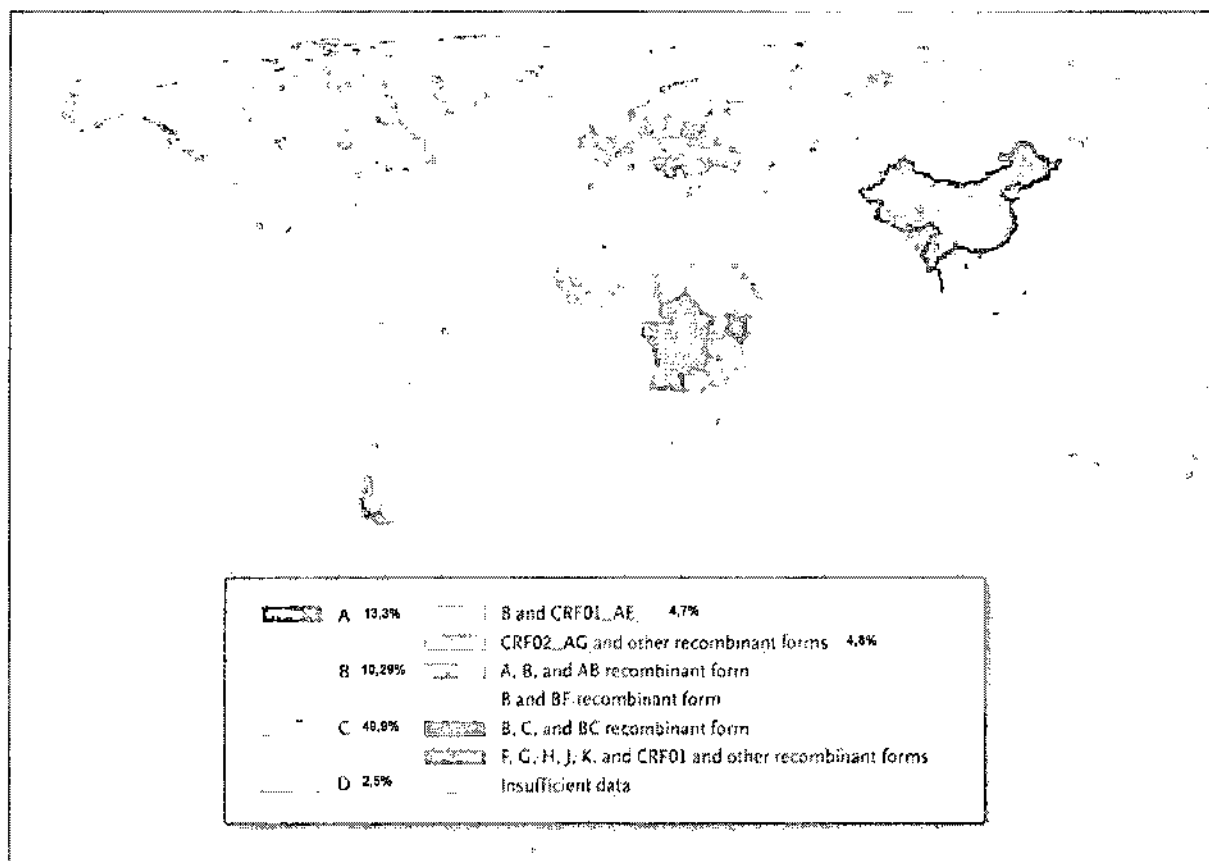 A 13,3% B and CRF01_AE 4,7%
CRF02_AG and other recombinant forms 4,8%
B 10,29% A, B, and AB recombinant form
B and BF recombinant form
C 49,9% B, C, and BC recombinant form
F, G, H, J, K, and CRF01 and other recombinant forms
D 2,5% Insufficient data